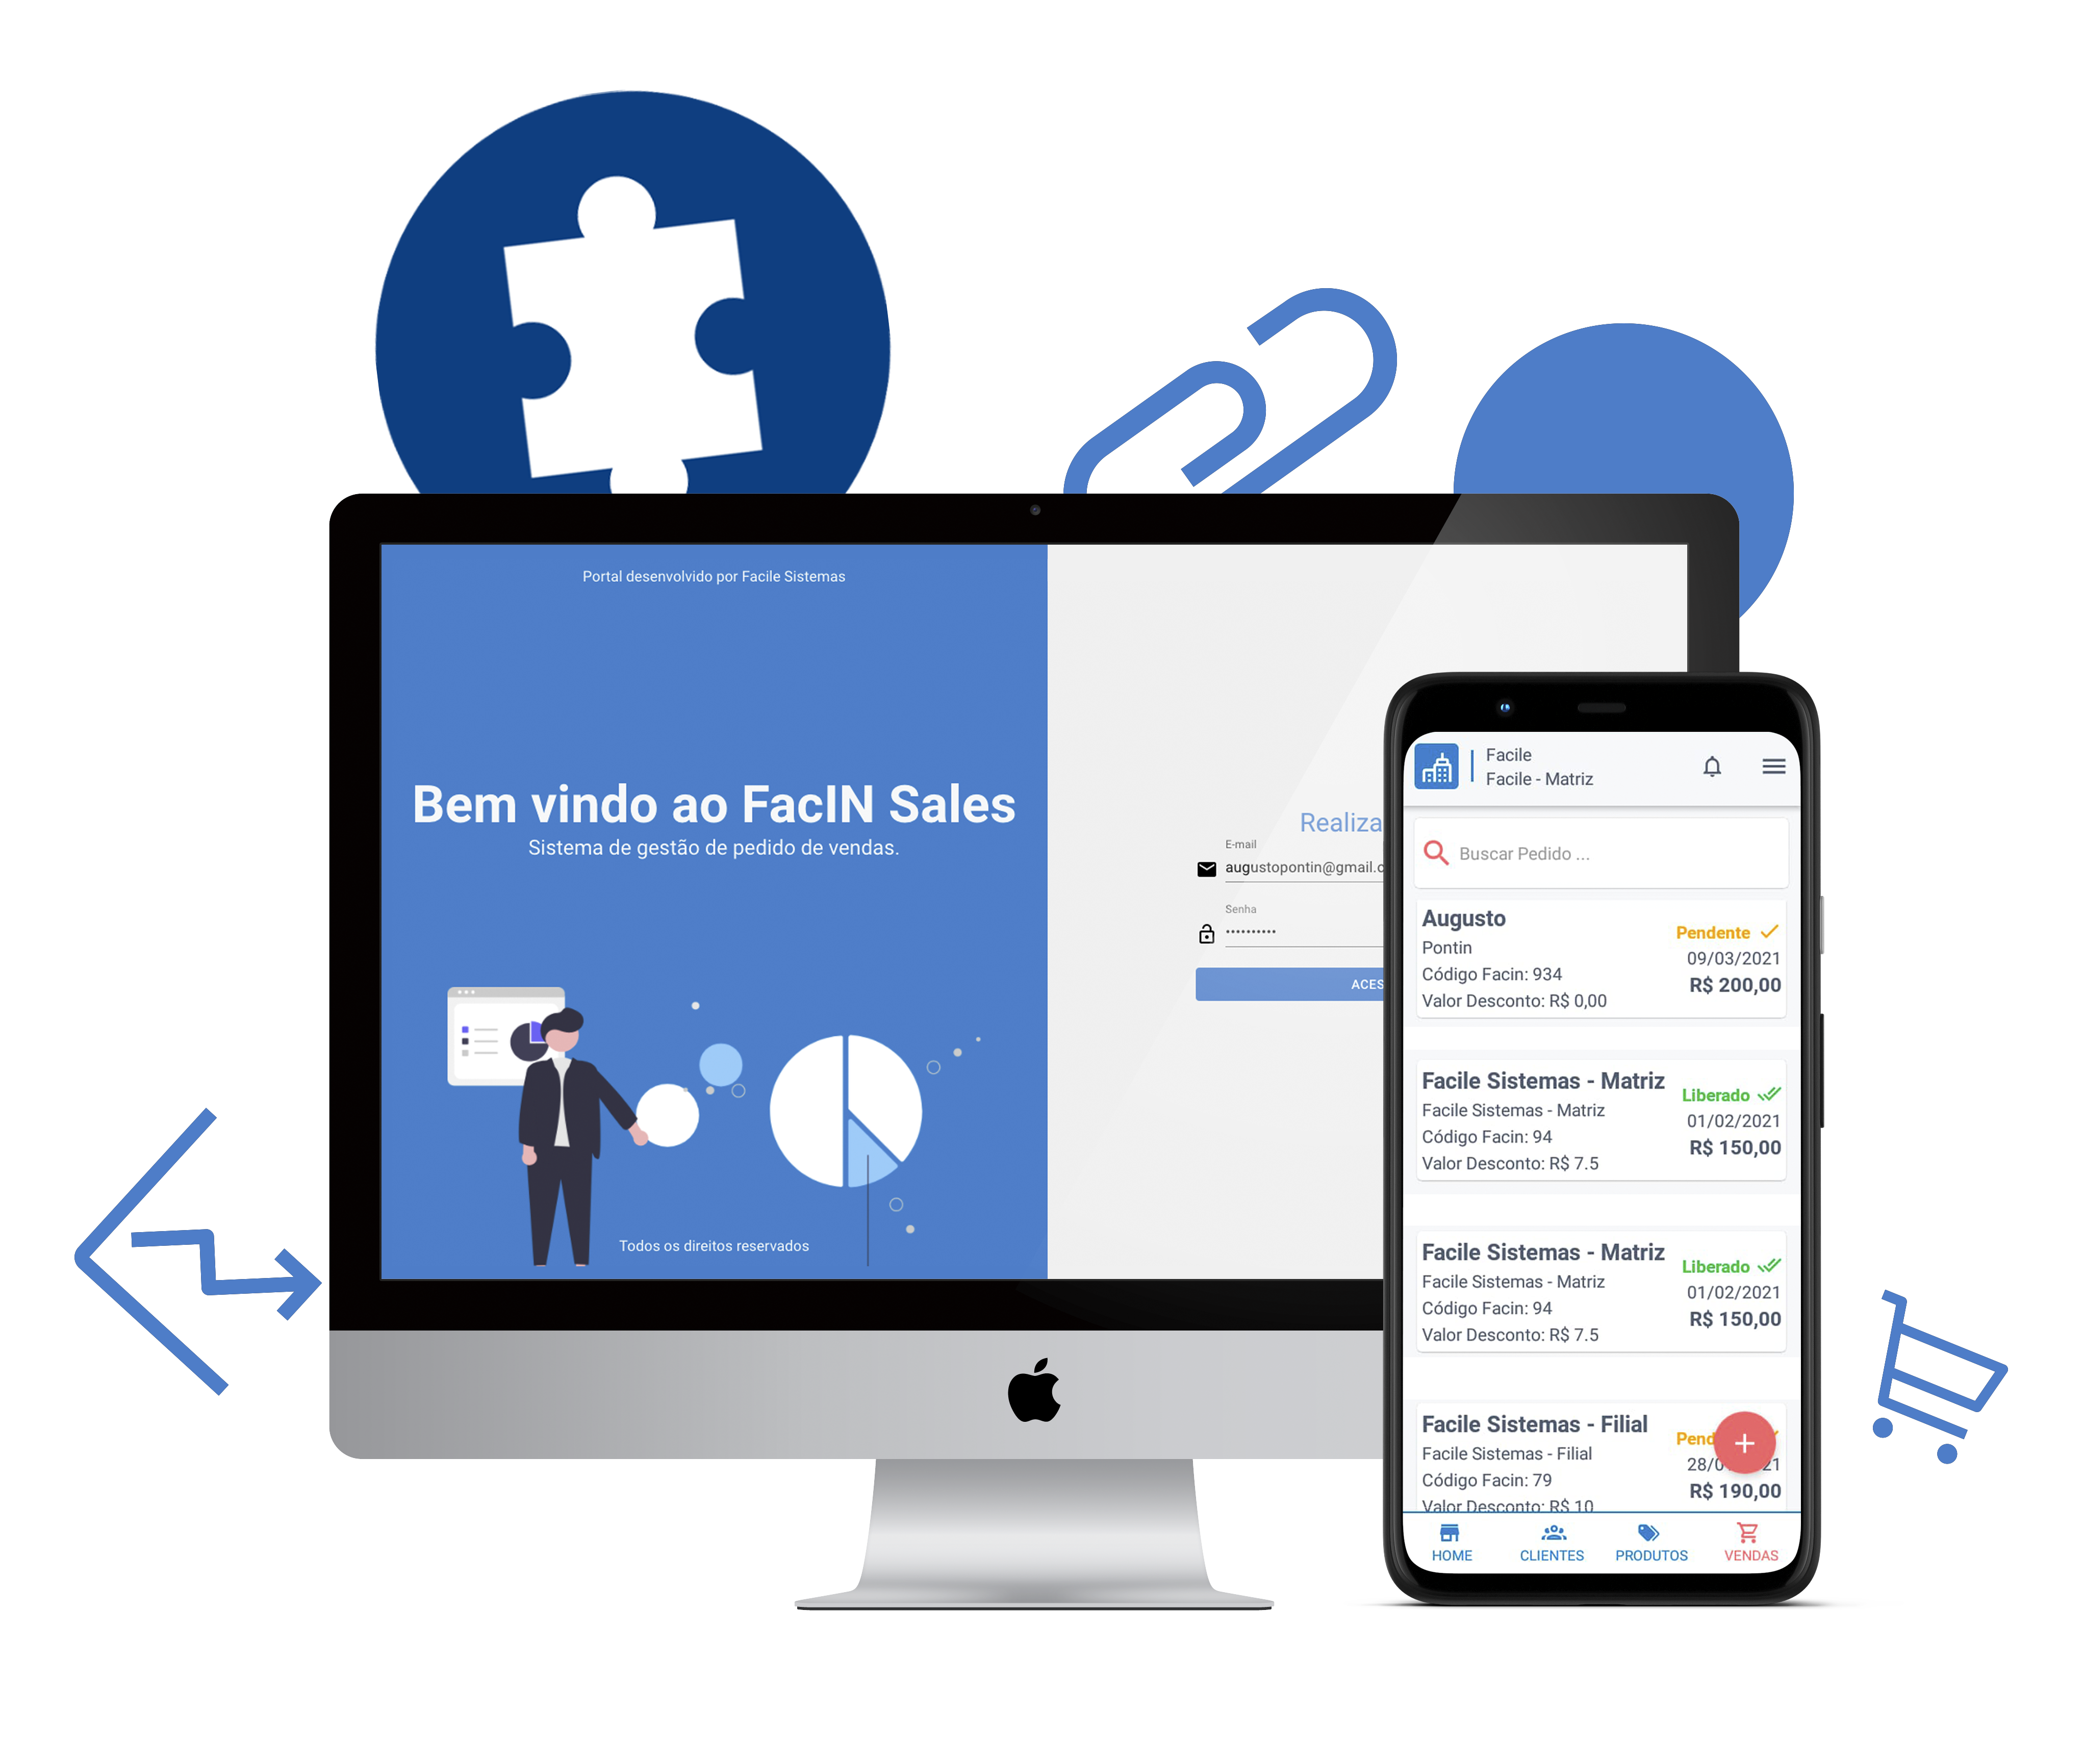 Portal desenvolvido por Facile Sistemas
Bem vindo ao FacIN Sales
Sistema de gestão de pedido de vendas.
Todos os direitos reservados
Realiza
E-mail
augustopontin@gmail.c
Senha
ACES
Facile
Facile - Matriz
Buscar Pedido ...
Augusto
Pendente
Pontin
09/03/2021
Código Facin: 934
R$ 200,00
Valor Desconto: R$ 0,00
Facile Sistemas - Matriz
Liberado
Facile Sistemas - Matriz
01/02/2021
Código Facin: 94
R$ 150,00
Valor Desconto: R$ 7.5
Facile Sistemas - Matriz
Liberado
Facile Sistemas - Matriz
01/02/2021
Código Facin: 94
R$ 150,00
Valor Desconto: R$ 7.5
Facile Sistemas - Filial
Pend
Facile Sistemas - Filial
Código Facin: 79
R$ 190,00
Valor Desconto: R$ 10
HOME CLIENTES PRODUTOS VENDAS